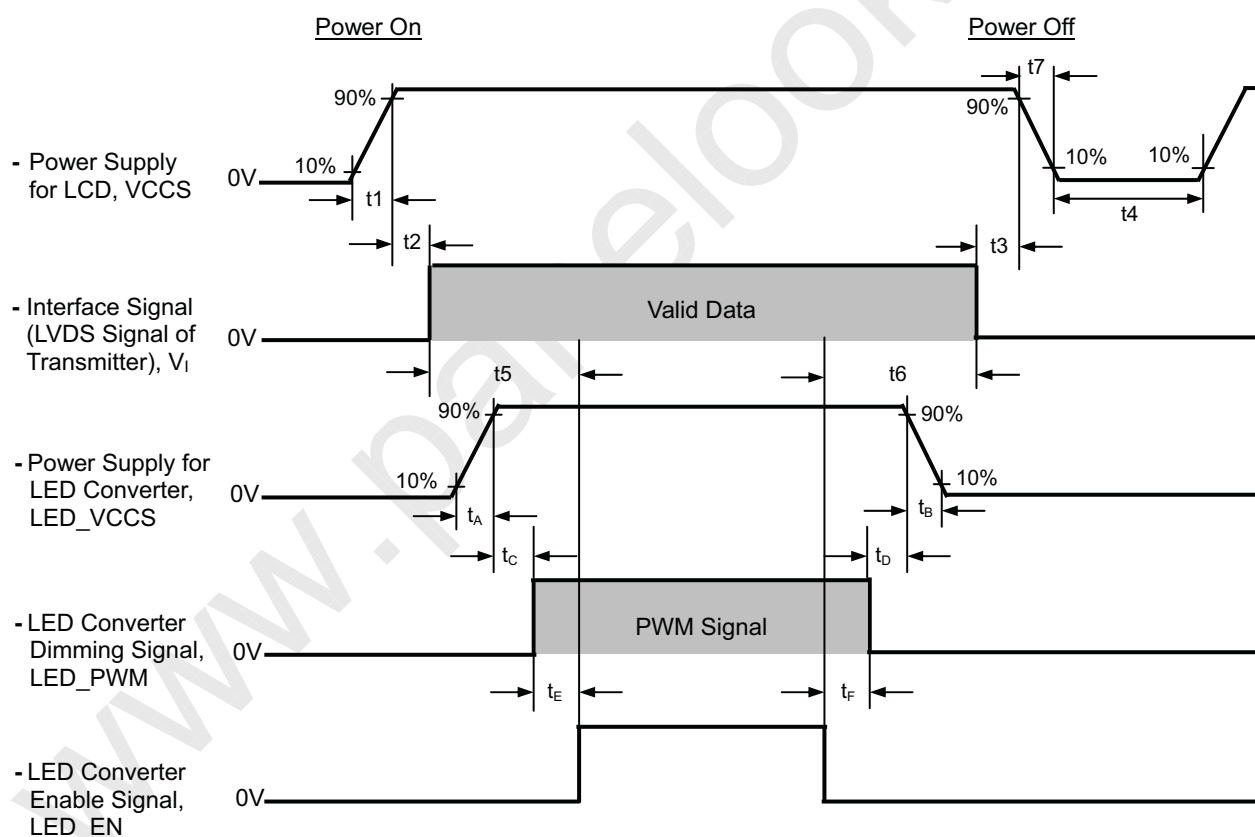 Power On
Power Off
t7
90%
90%
- Power Supply
for LCD, VCCS
0V
10%
10%
10%
t1
t4
t2
t3
- Interface Signal
(LVDS Signal of
Transmitter), VI
0V
Valid Data
t5
t6
90%
90%
- Power Supply for
LED Converter,
LED_VCCS
0V
10%
10%
tA
tB
tC
tD
- LED Converter
Dimming Signal,
LED_PWM
0V
PWM Signal
tE
tF
- LED Converter
Enable Signal,
LED_EN
0V